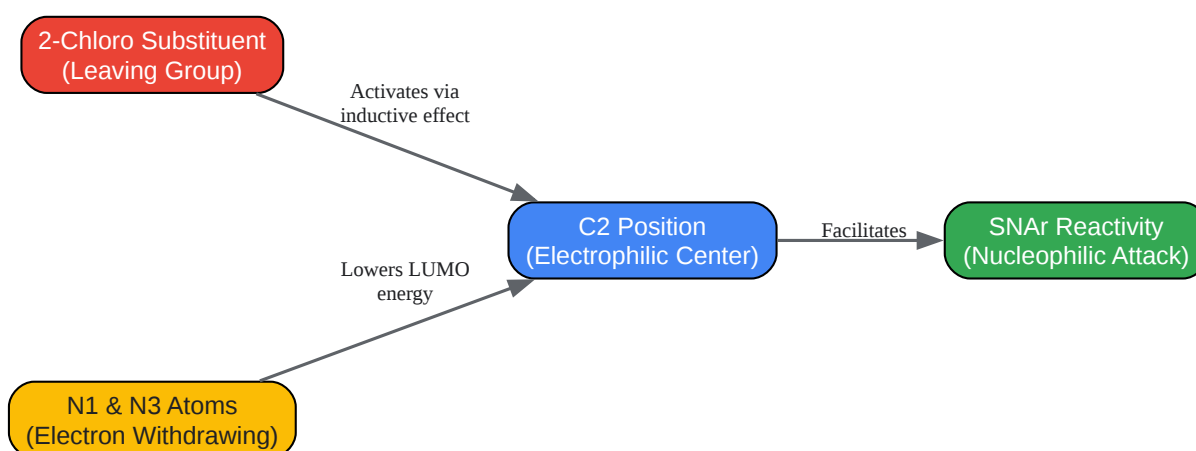 2-Chloro Substituent
(Leaving Group)
Activates via
inductive effect
C2 Position
(Electrophilic Center)
Facilitates
SNAr Reactivity
(Nucleophilic Attack)
Lowers LUMO
energy
N1 & N3 Atoms
(Electron Withdrawing)